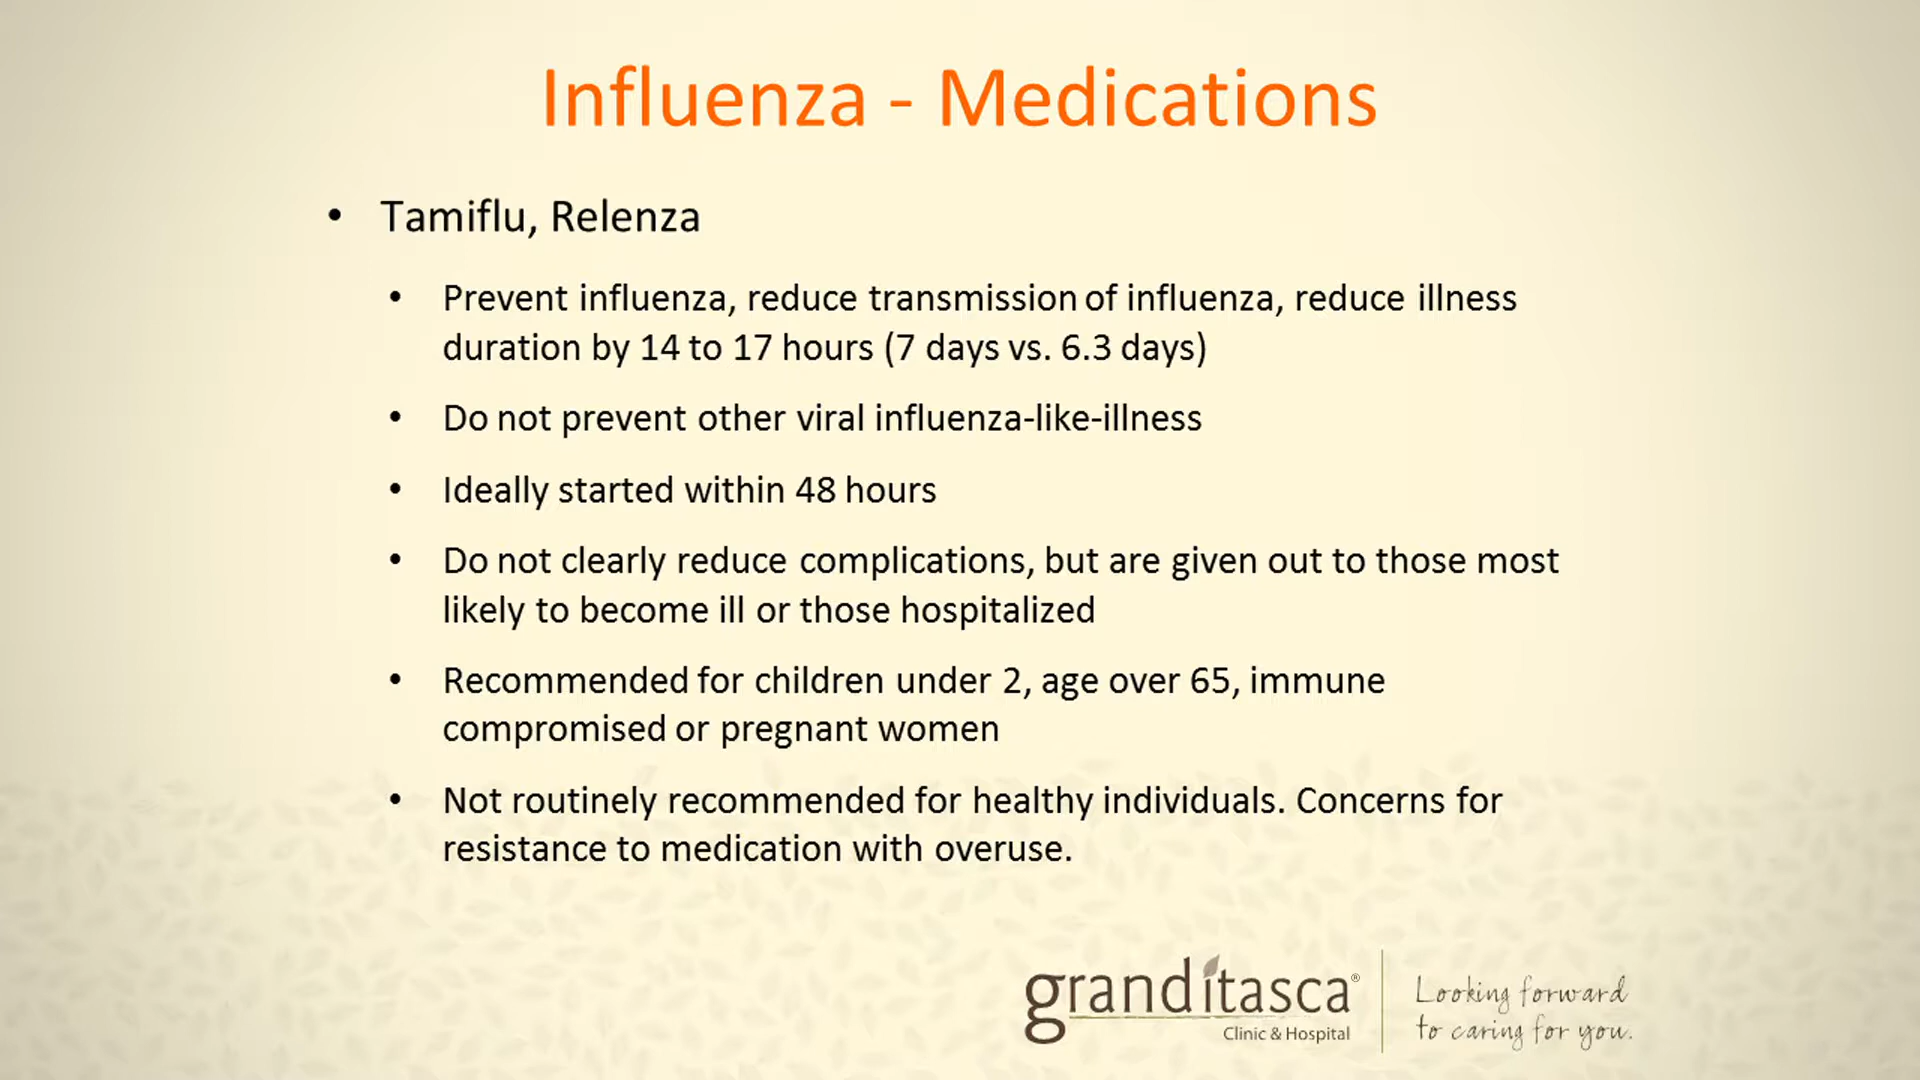 Influenza - Medications
• Tamiflu, Relenza
• Prevent influenza, reduce transmission of influenza, reduce illness
duration by 14 to 17 hours (7 days vs. 6.3 days)
• Do not prevent other viral influenza-like-illness
• Ideally started within 48 hours
• Do not clearly reduce complications, but are given out to those most
likely to become ill or those hospitalized
• Recommended for children under 2, age over 65, immune
compromised or pregnant women
• Not routinely recommended for healthy individuals. Concerns for
resistance to medication with overuse.
granditasca®
Clinic & Hospital
Looking forward
to caring for you.